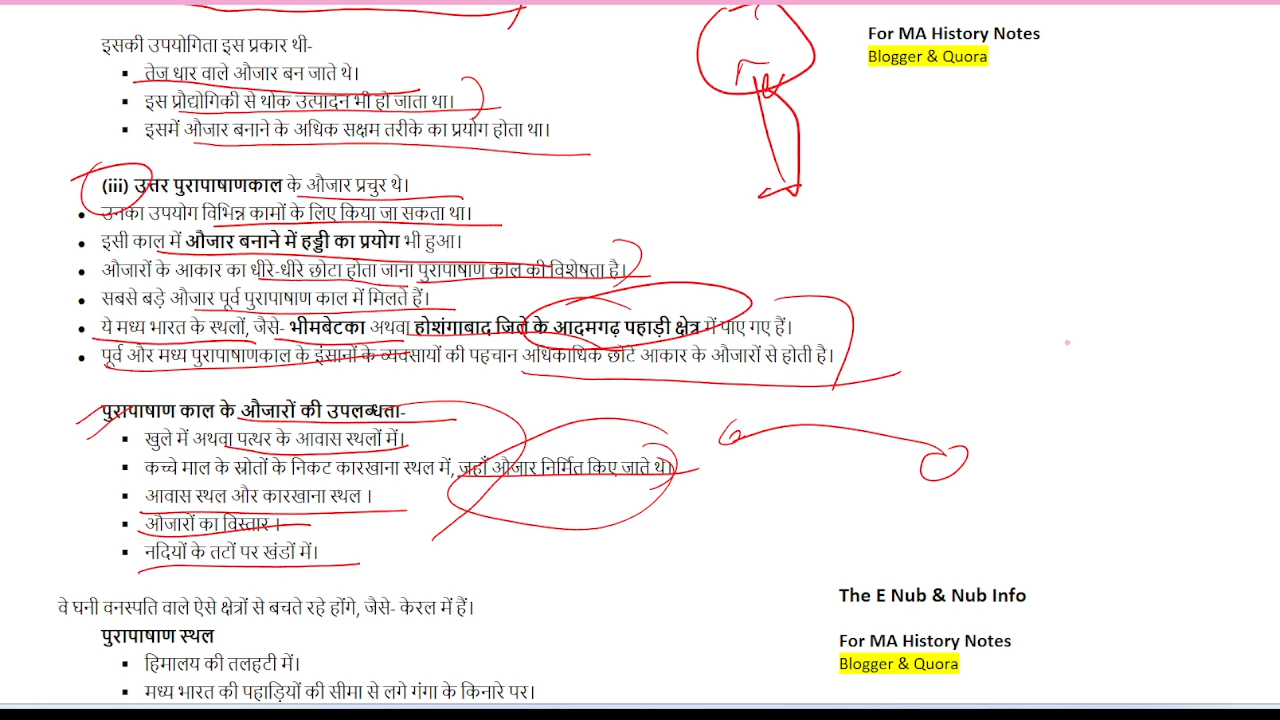 For MA History Notes
Blogger & Quora
इसकी उपयोगिता इस प्रकार थी-
▪ तेज धार वाले औजार बन जाते थे।
▪ इस प्रौद्योगिकी से थोक उत्पादन भी हो जाता था।
▪ इसमें औजार बनाने के अधिक सक्षम तरीके का प्रयोग होता था।
(iii) उत्तर पुरापाषाणकाल के औजार प्रचुर थे।
• उनका उपयोग विभिन्न कामों के लिए किया जा सकता था।
• इसी काल में औजार बनाने में हड्डी का प्रयोग भी हुआ।
• औजारों के आकार का धीरे-धीरे छोटा होता जाना पुरापाषाण काल की विशेषता है।
• सबसे बड़े औजार पूर्व पुरापाषाण काल में मिलते हैं।
• ये मध्य भारत के स्थलों, जैसे- भीमबेटका अथवा होशंगाबाद जिले के आदमगढ़ पहाड़ी क्षेत्र में पाए गए हैं।
• पूर्व और मध्य पुरापाषाणकाल के इंसानों के व्यवसायों की पहचान अधिकाधिक छोटे आकार के औजारों से होती है।
पुरापाषाण काल के औजारों की उपलब्धता-
▪ खुले में अथवा पत्थर के आवास स्थलों में।
▪ कच्चे माल के स्रोतों के निकट कारखाना स्थल में, जहाँ औजार निर्मित किए जाते थे।
▪ आवास स्थल और कारखाना स्थल ।
▪ औजारों का विस्तार ।
▪ नदियों के तटों पर खंडों में।
वे घनी वनस्पति वाले ऐसे क्षेत्रों से बचते रहे होंगे, जैसे- केरल में हैं।
पुरापाषाण स्थल
▪ हिमालय की तलहटी में।
▪ मध्य भारत की पहाड़ियों की सीमा से लगे गंगा के किनारे पर।
The E Nub & Nub Info
For MA History Notes
Blogger & Quora